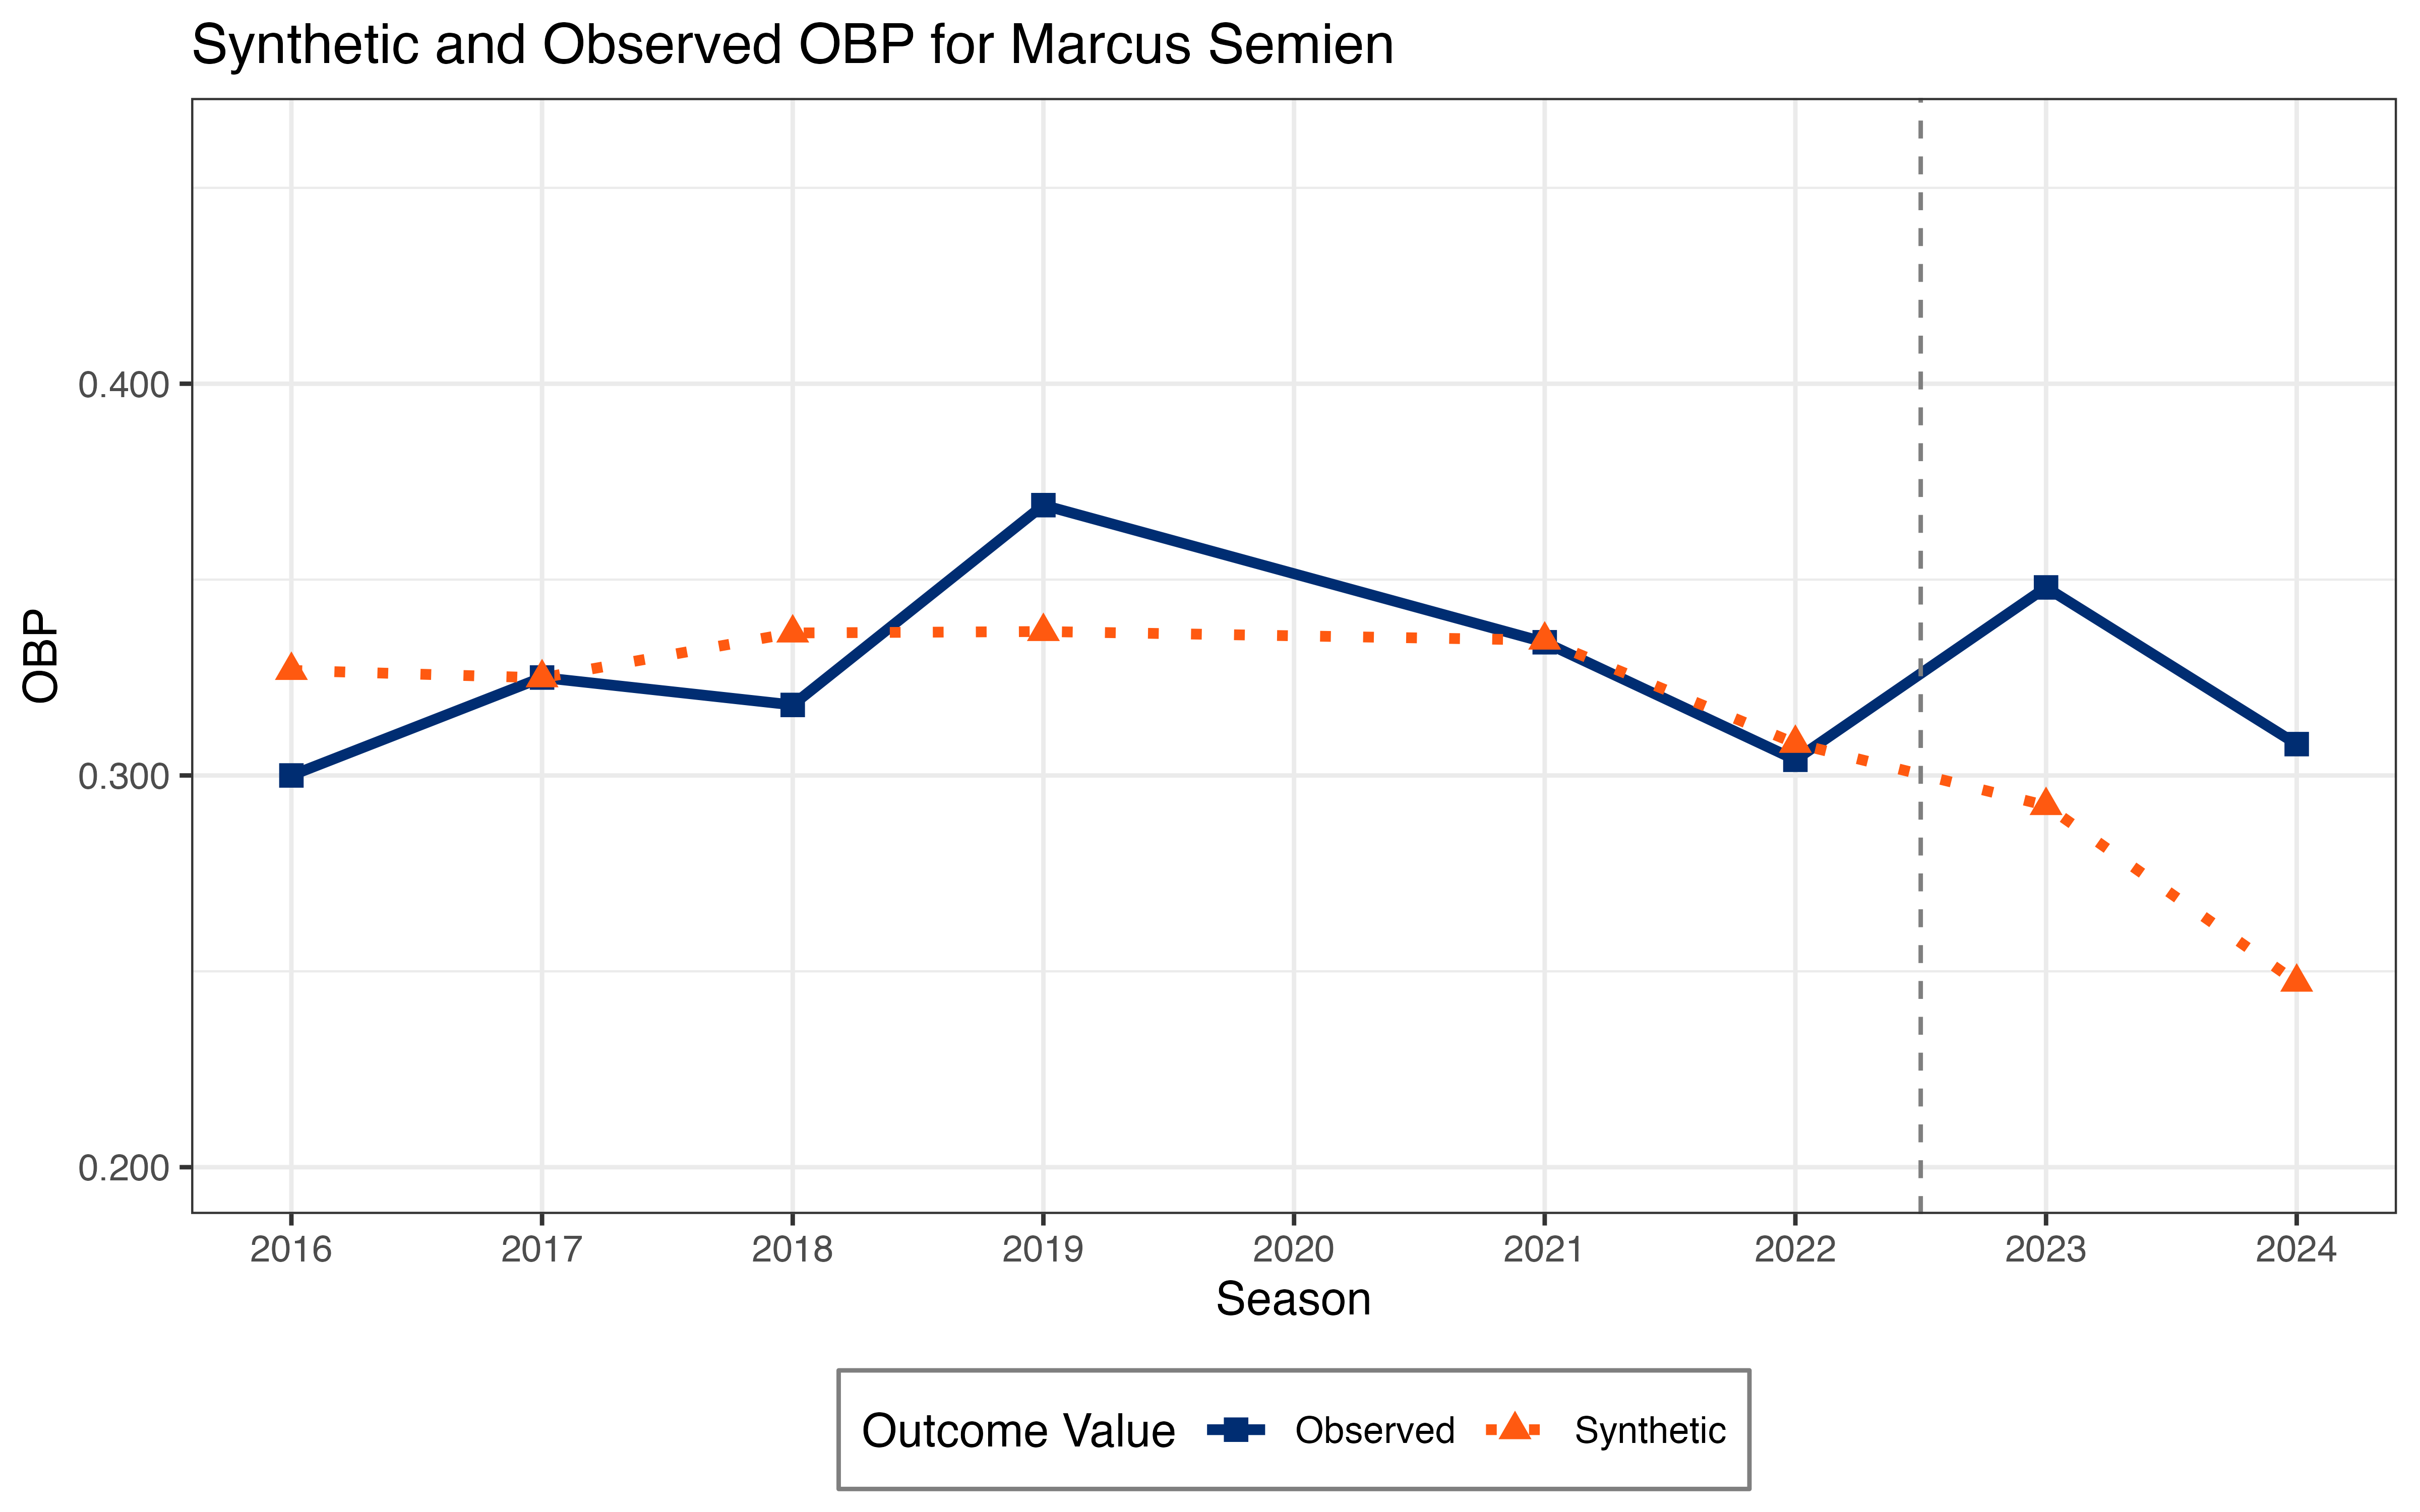 Synthetic and Observed OBP for Marcus Semien
OBP
0.400
0.300
0.200
2016 2017 2018 2019 2020 2021 2022 2023 2024
Season
Outcome Value Observed Synthetic